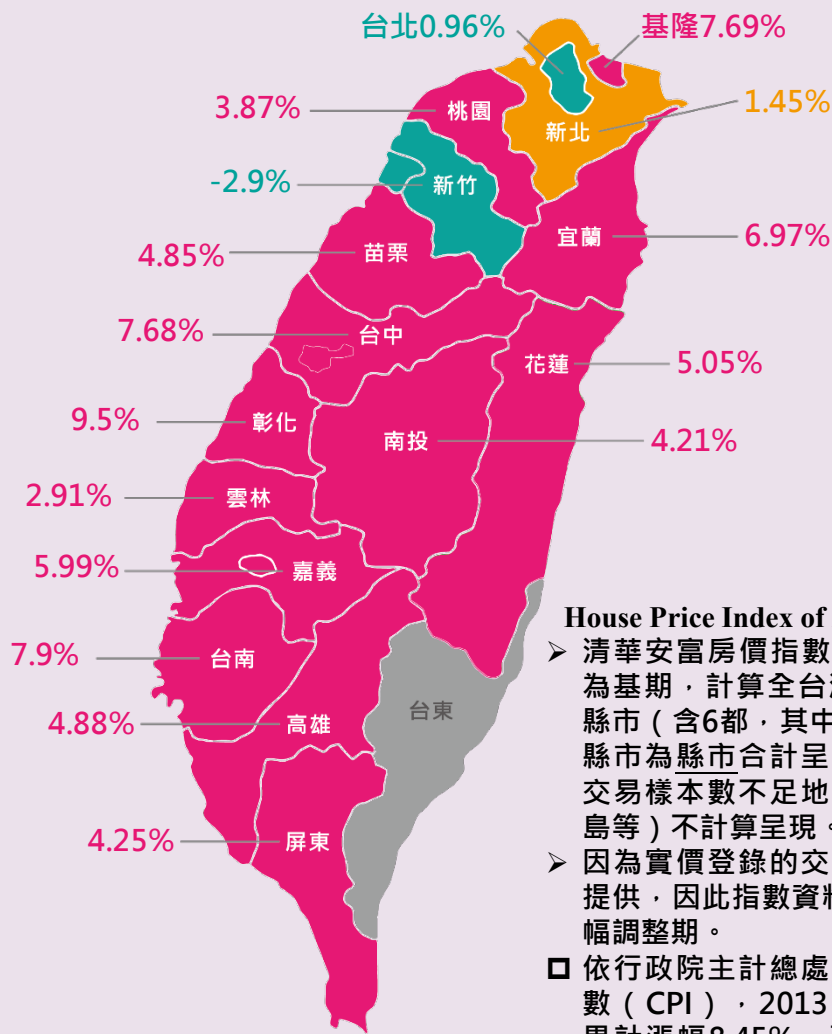 台北0.96%
基隆7.69%
3.87%
桃園
1.45%
新北
-2.9%
新竹
宜蘭
6.97%
4.85%
苗栗
7.68%
台中
花蓮
5.05%
9.5%
彰化
南投
4.21%
2.91%
雲林
5.99%
嘉義
7.9%
台南
4.88%
高雄
台東
4.25%
屏東
House Price Index of
➢ 清華安富房價指數
為基期，計算全台
縣市（含6都，其中
縣市為縣市合計呈
交易樣本數不足地
島等）不計算呈現。
➢ 因為實價登錄的交
提供，因此指數資料
幅調整期。
依行政院主計總處
數（CPI），2013
累計漲幅8.45%